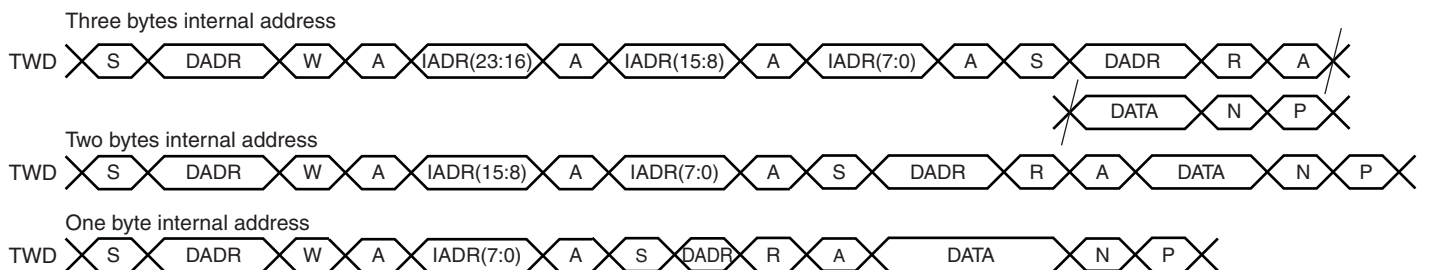 Three bytes internal address
TWD S DADR W A IADR(23:16) A IADR(15:8) A IADR(7:0) A S DADR R A
DATA N P
Two bytes internal address
TWD S DADR W A IADR(15:8) A IADR(7:0) A S DADR R A DATA N P
One byte internal address
TWD S DADR W A IADR(7:0) A S DADR R A DATA N P